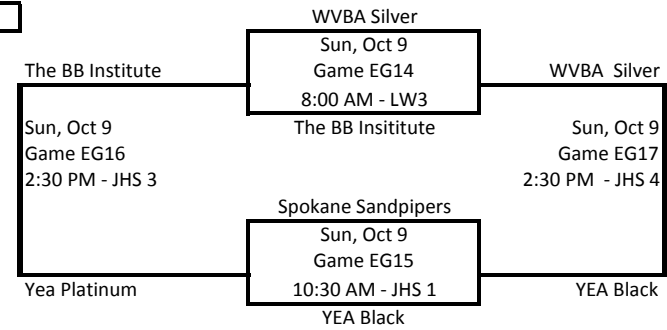 WVBA Silver
Sun, Oct 9
The BB Institute
Game EG14
WVBA  Silver
8:00 AM - LW3
Sun, Oct 9
The BB Insititute
Sun, Oct 9
Game EG16
Game EG17
2:30 PM - JHS 3
2:30 PM  - JHS 4
Spokane Sandpipers
Sun, Oct 9
Game EG15
Yea Platinum
10:30 AM - JHS 1
YEA Black
YEA Black